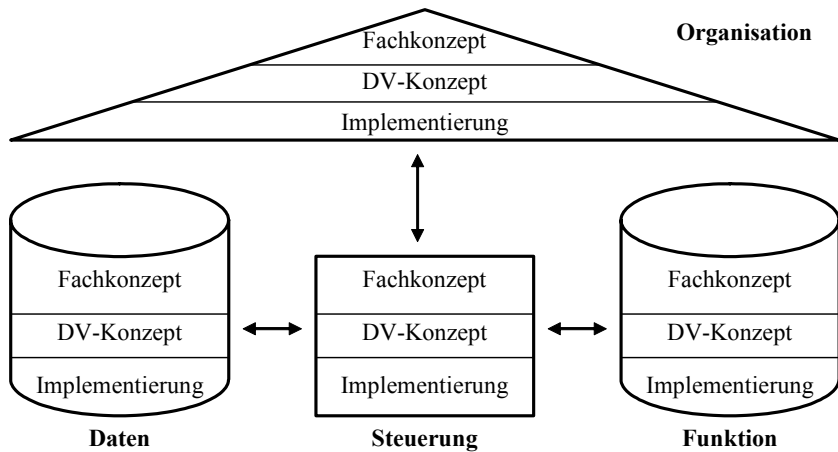 Fachkonzept
Organisation
DV-Konzept
Implementierung
Fachkonzept
DV-Konzept
Implementierung
Daten
Fachkonzept
DV-Konzept
Implementierung
Steuerung
Fachkonzept
DV-Konzept
Implementierung
Funktion